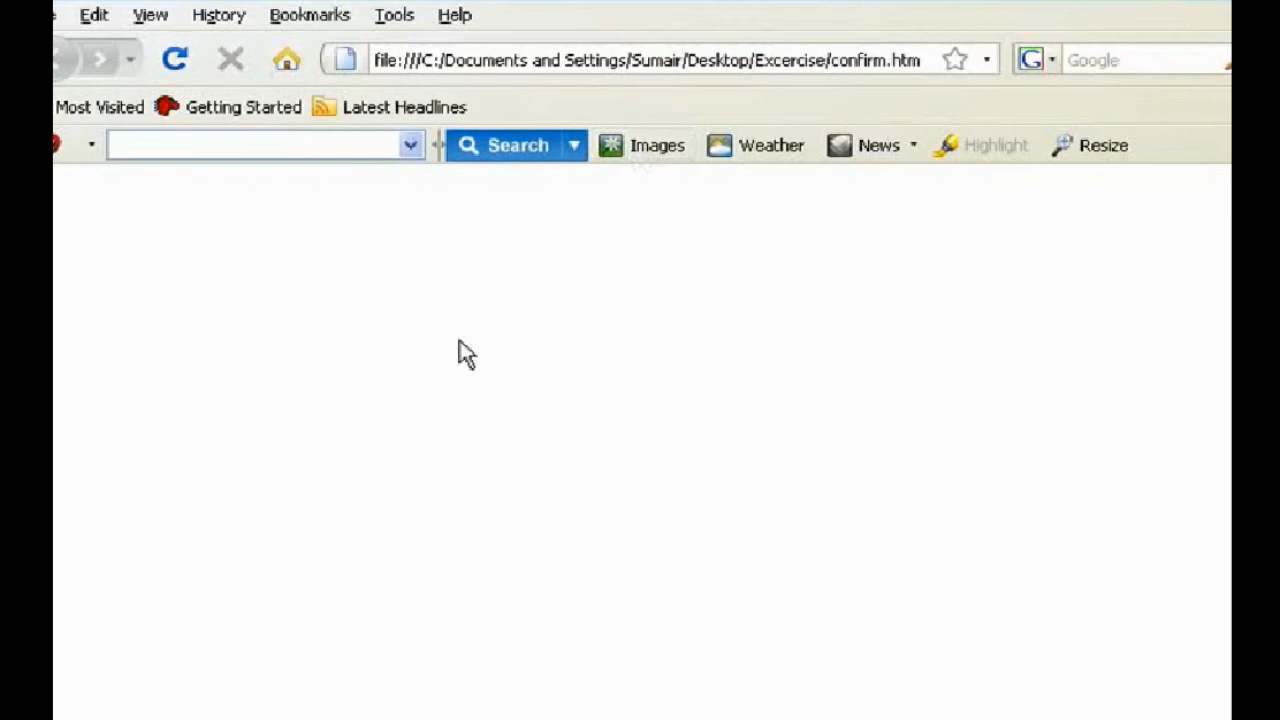 Edit View History Bookmarks Tools Help
file:///C:/Documents and Settings/Sumair/Desktop/Excercise/confirm.htm G Google
Most Visited Getting Started Latest Headlines
Search Images Weather News Highlight Resize